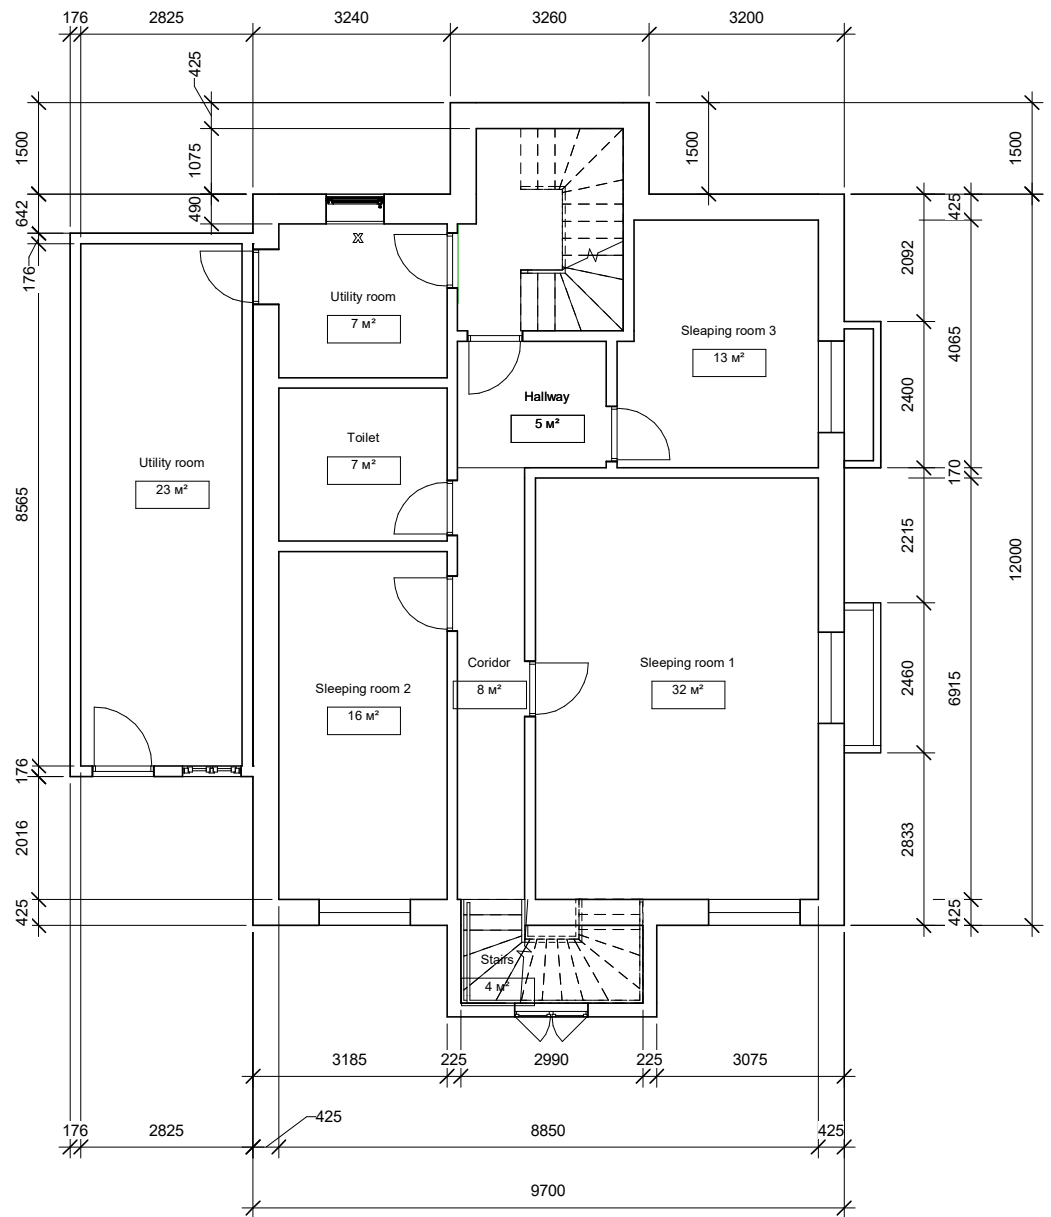 176
2825
3240
3260
3200
425
1500
1075
1500
1500
642
490
425
176
2092
Utility room
7 м²
Sleaping room 3
13 м²
4065
Hallway
5 м²
2400
Toilet
7 м²
Utility room
23 м²
8565
170
2215
12000
Coridor
8 м²
Sleeping room 1
32 м²
Sleeping room 2
16 м²
2460
6915
176
2016
2833
425
425
Stairs
4 м²
x
3185
225
2990
225
3075
425
176
2825
8850
425
9700